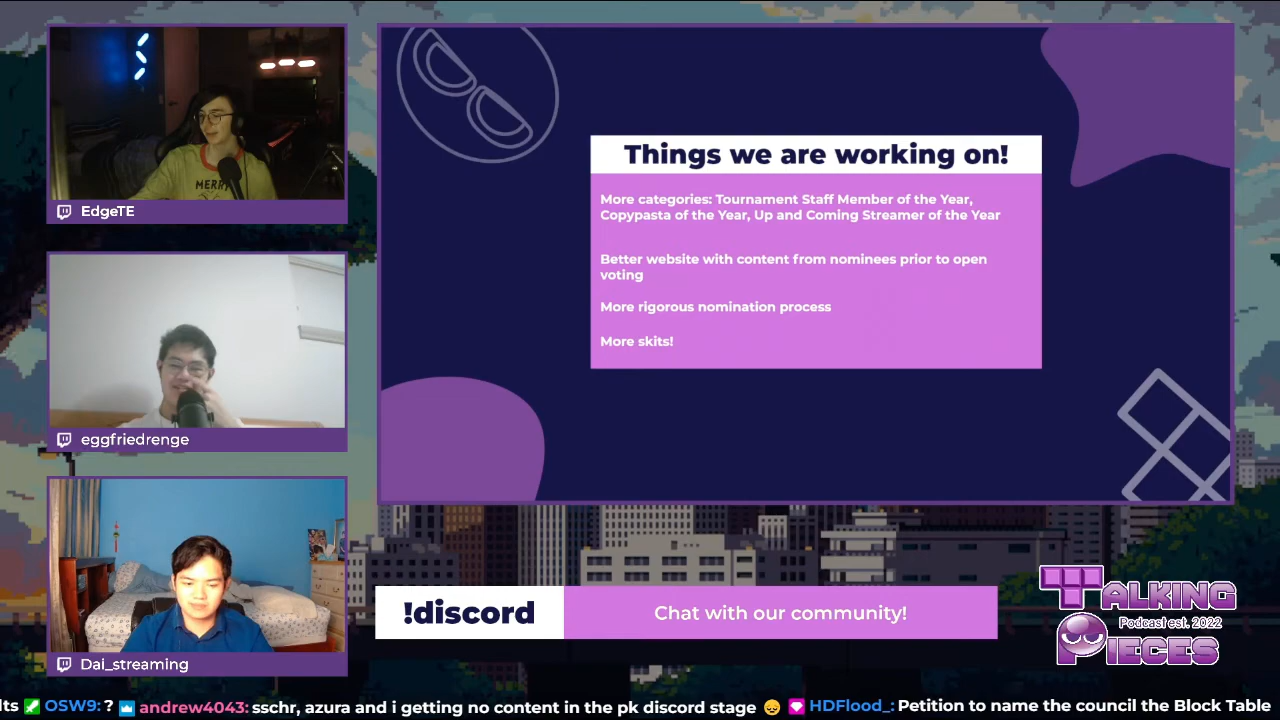 MERRY
EdgeTE
eggfriedrenge
Dai_streaming
Things we are working on!
More categories: Tournament Staff Member of the Year,
Copypasta of the Year, Up and Coming Streamer of the Year
Better website with content from nominees prior to open
voting
More rigorous nomination process
More skits!
!discord
Chat with our community!
TALKING
Podcast est. 2022
PIECES
lts OSW9: ? andrew4043: sschr, azura and i getting no content in the pk discord stage 😔 HDFlood_: Petition to name the council the Block Table